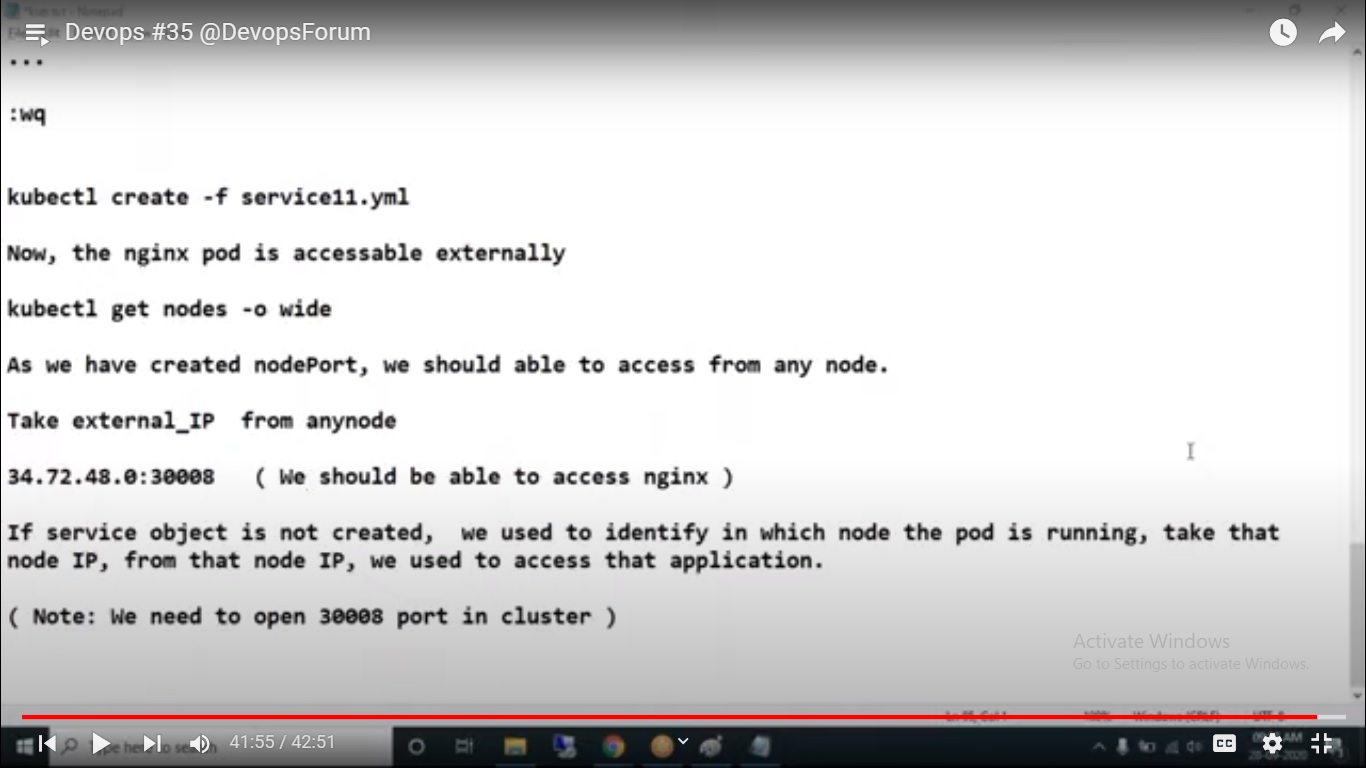 Devops #35 @DevopsForum
...
:wq
kubectl create -f service11.yml
Now, the nginx pod is accessable externally
kubectl get nodes -o wide
As we have created nodePort, we should able to access from any node.
Take external_IP  from anynode
34.72.48.0:30008   ( We should be able to access nginx )
If service object is not created,  we used to identify in which node the pod is running, take that
node IP, from that node IP, we used to access that application.
( Note: We need to open 30008 port in cluster )
Activate Windows
Go to Settings to activate Windows.
41:55 / 42:51
CC